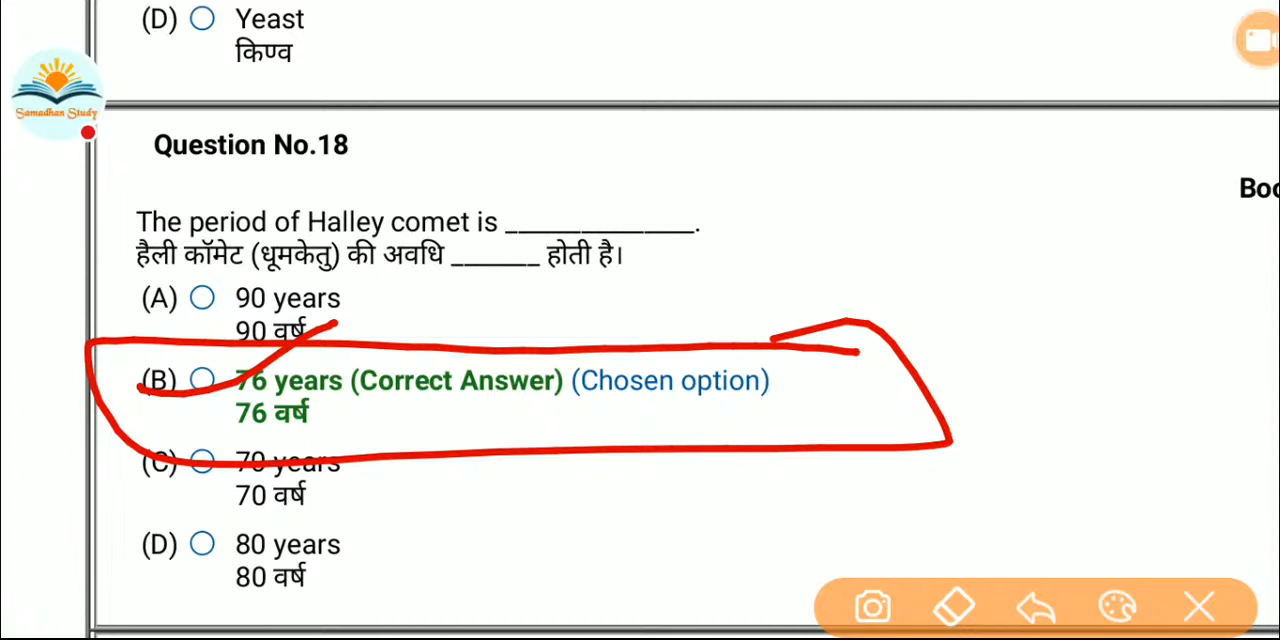 (D) Yeast
किण्व
Samadhan Study
Question No.18
Boo
The period of Halley comet is ______________.
हैली कॉमेट (धूमकेतु) की अवधि _______ होती है।
(A) 90 years
90 वर्ष
(B) 76 years (Correct Answer) (Chosen option)
76 वर्ष
(C) 70 years
70 वर्ष
(D) 80 years
80 वर्ष